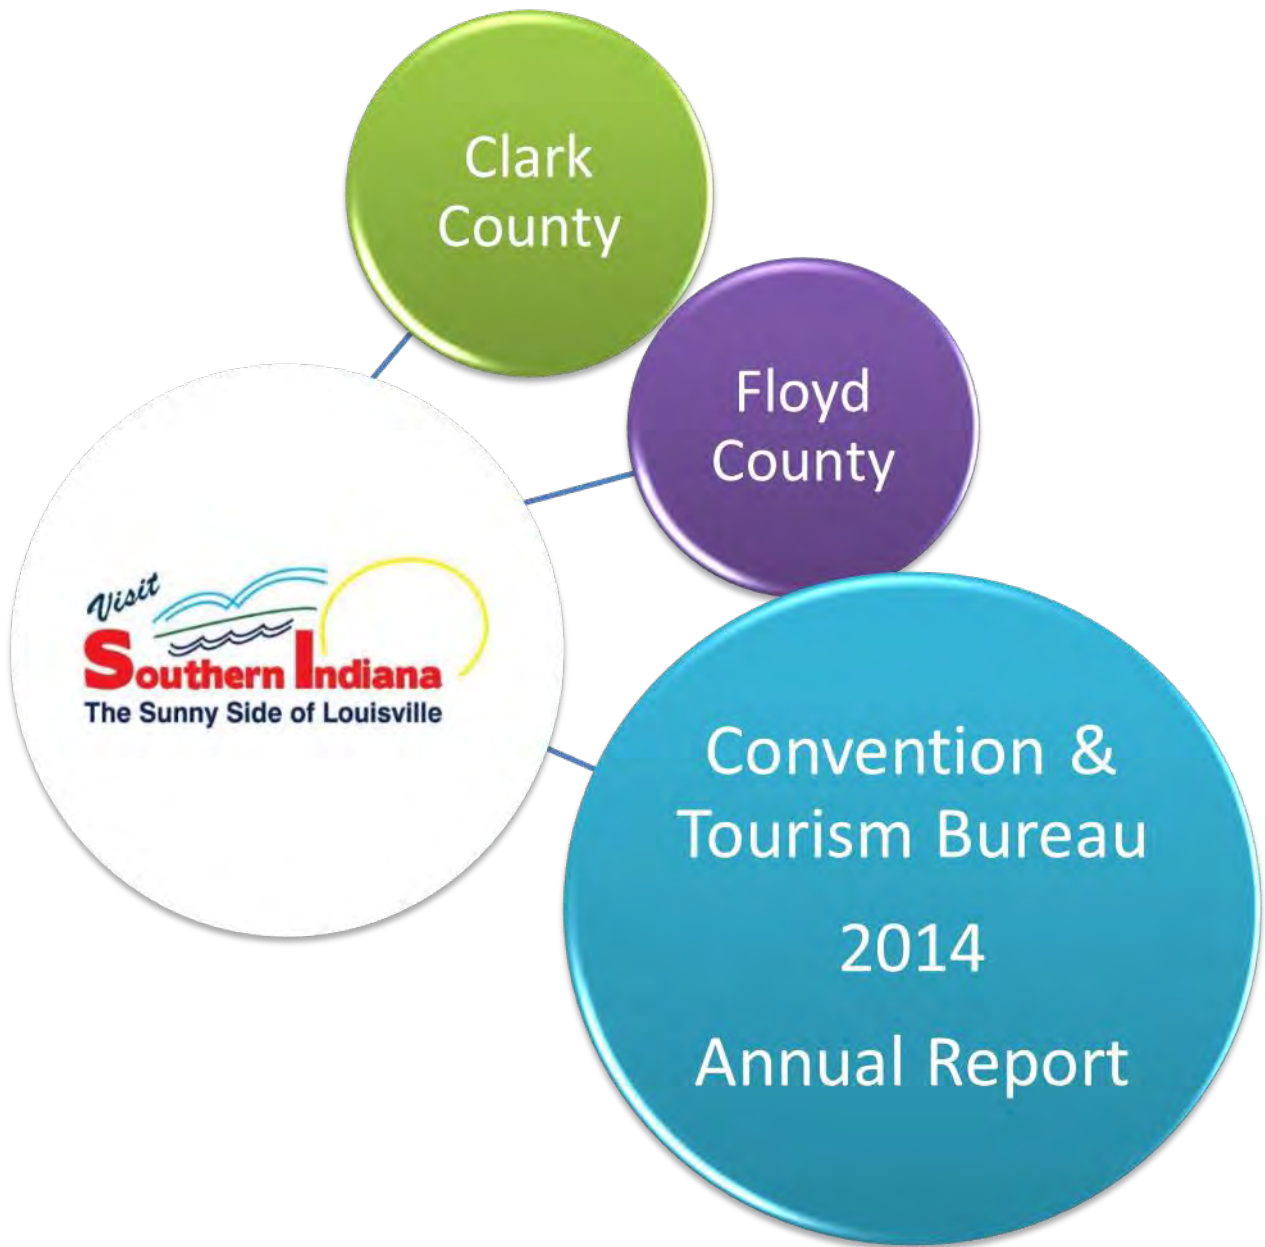 Clark
County
Floyd
County
Visit
Southern Indiana
The Sunny Side of Louisville
Convention &
Tourism Bureau
2014
Annual Report